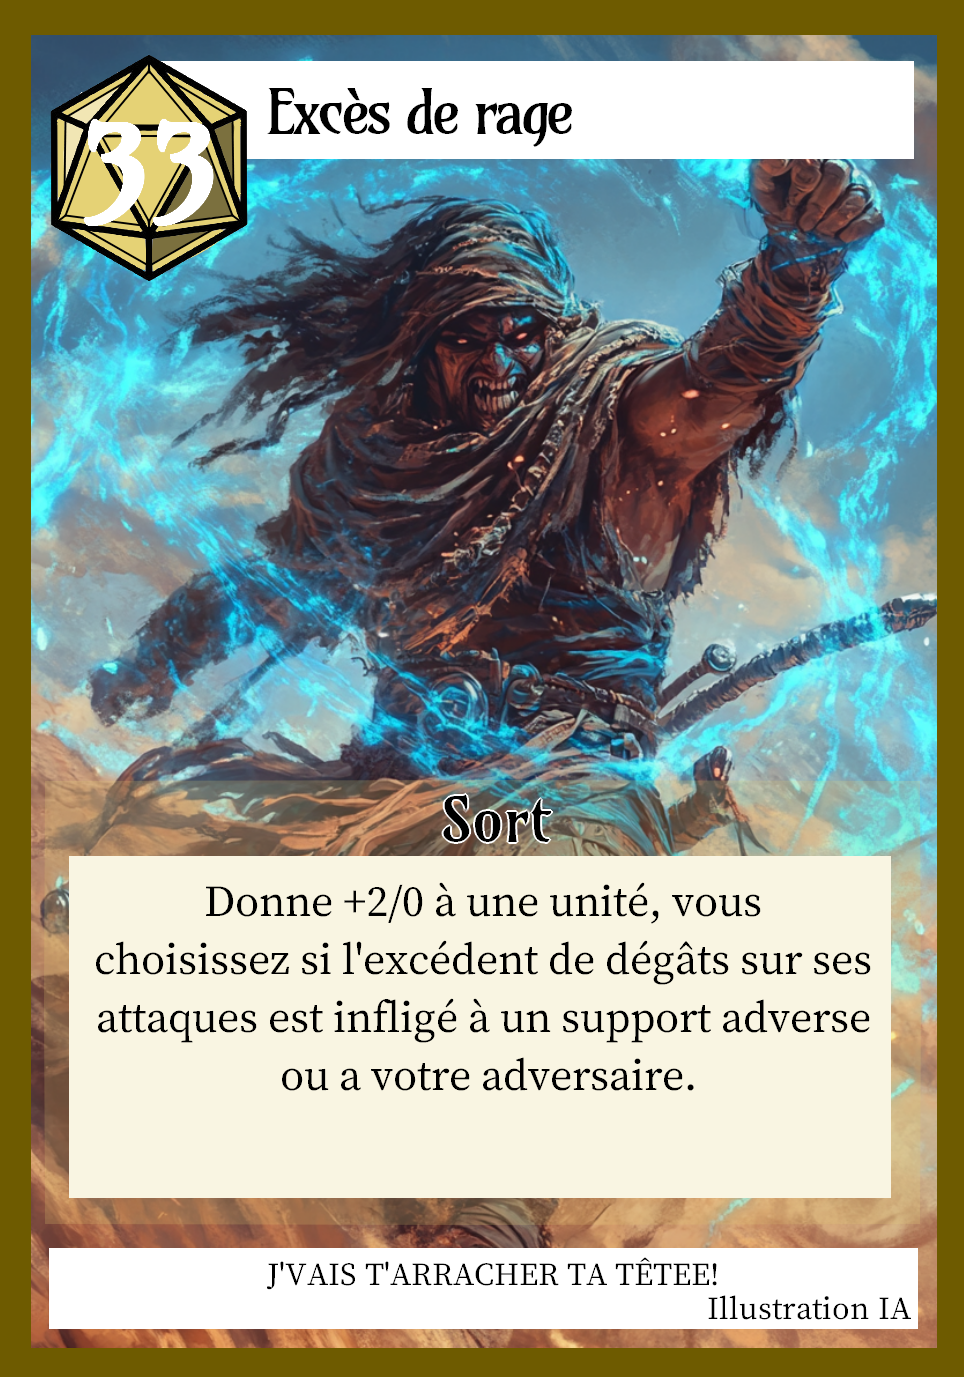 33
Excès de rage
Sort
Donne +2/0 à une unité, vous
choisissez si l'excédent de dégâts sur ses
attaques est infligé à un support adverse
ou a votre adversaire.
J'VAIS T'ARRACHER TA TÊTEE!
Illustration IA